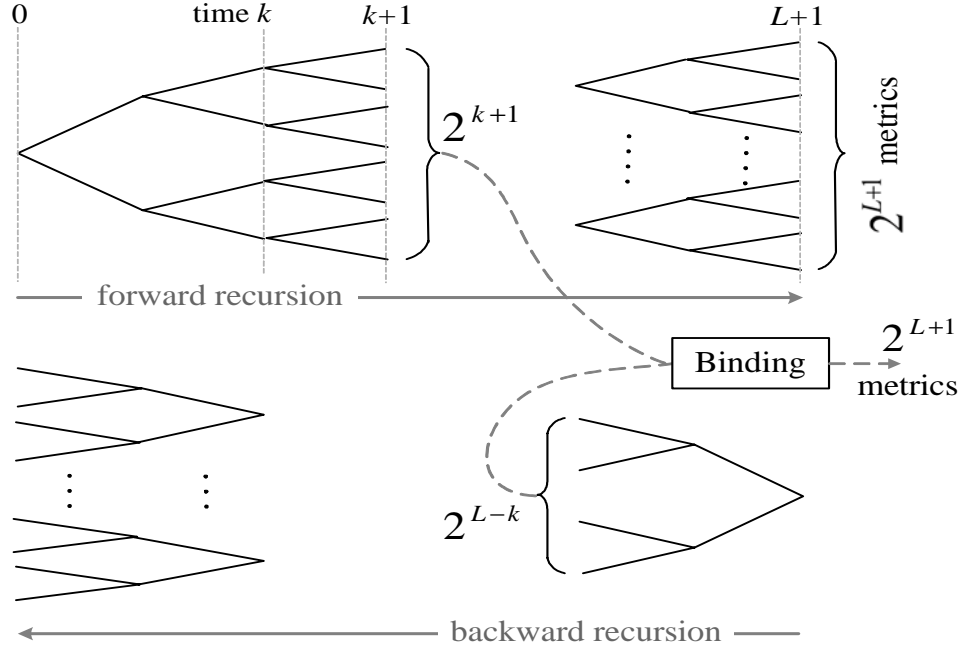 0 time k k+1 L+1
2^{k+1}
2^{L+1} metrics
forward recursion
2^{L+1}
Binding
metrics
2^{L-k}
backward recursion